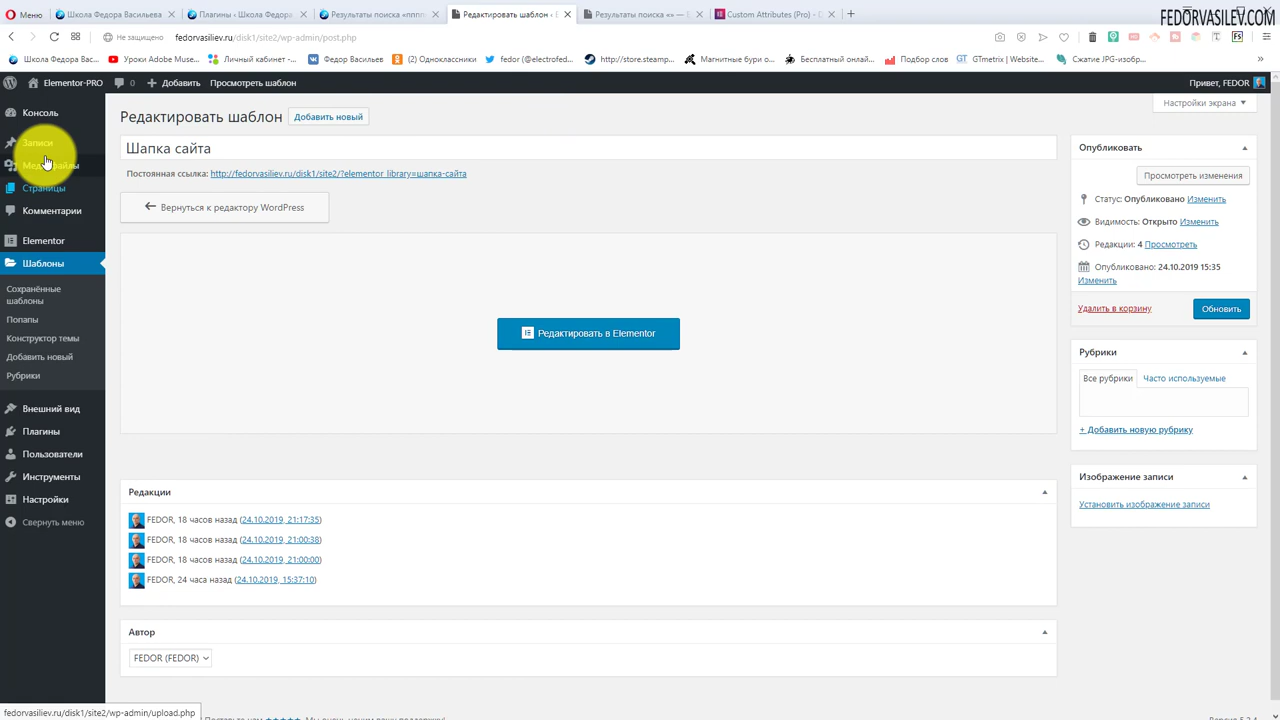 Меню
Школа Федора Васильева
Плагины ‹ Школа Федора
Результаты поиска «nnnn
Редактировать шаблон ‹
Результаты поиска «» — E
Custom Attributes (Pro) - D
FEDORVASILEV.COM
Не защищено
fedorvasiliev.ru/disk1/site2/wp-admin/post.php
Школа Федора Вас...
Уроки Adobe Muse...
Личный кабинет -
Федор Васильев
(2) Одноклассники
fedor (@electrofed...
http://store.steamp...
Магнитные бури о...
Бесплатный онлай...
Подбор слов
GTmetrix | Website...
Сжатие JPG-изобр...
Elementor-PRO
0
Добавить
Просмотреть шаблон
Привет, FEDOR
Консоль
Записи
Медиафайлы
Страницы
Комментарии
Elementor
Шаблоны
Сохранённые
шаблоны
Попапы
Конструктор темы
Добавить новый
Рубрики
Внешний вид
Плагины
Пользователи
Инструменты
Настройки
Свернуть меню
Настройки экрана
Редактировать шаблон
Добавить новый
Шапка сайта
Постоянная ссылка: http://fedorvasiliev.ru/disk1/site2/?elementor_library=шапка-сайта
Вернуться к редактору WordPress
Редактировать в Elementor
Редакции
FEDOR, 18 часов назад (24.10.2019, 21:17:35)
FEDOR, 18 часов назад (24.10.2019, 21:00:38)
FEDOR, 18 часов назад (24.10.2019, 21:00:00)
FEDOR, 24 часа назад (24.10.2019, 15:37:10)
Автор
FEDOR (FEDOR)
Опубликовать
Просмотреть изменения
Статус: Опубликовано Изменить
Видимость: Открыто Изменить
Редакции: 4 Просмотреть
Опубликовано: 24.10.2019 15:35
Изменить
Удалить в корзину
Обновить
Рубрики
Все рубрики
Часто используемые
+ Добавить новую рубрику
Изображение записи
Установить изображение записи
fedorvasiliev.ru/disk1/site2/wp-admin/upload.php